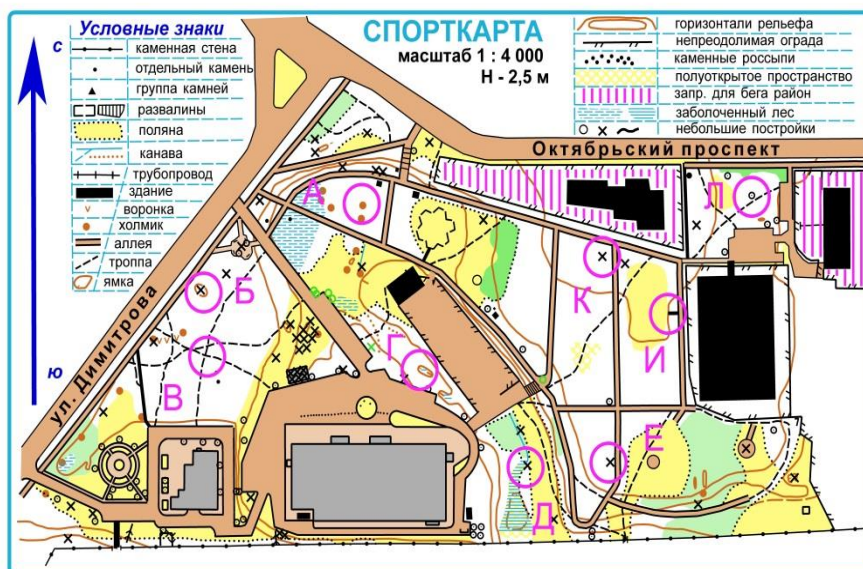 Условные знаки
с
каменная стена
отдельный камень
группа камней
развалины
поляна
канава
трубопровод
здание
воронка
холмик
аллея
троппа
ямка
ю
СПОРТКАРТА
масштаб 1 : 4 000
Н - 2,5 м
горизонтали рельефа
непреодолимая ограда
каменные россыпи
полуоткрытое пространство
запр. для бега район
заболоченный лес
небольшие постройки
Октябрьский проспект
ул. Димитрова
А
Л
Б
К
Г
И
В
Е
Д